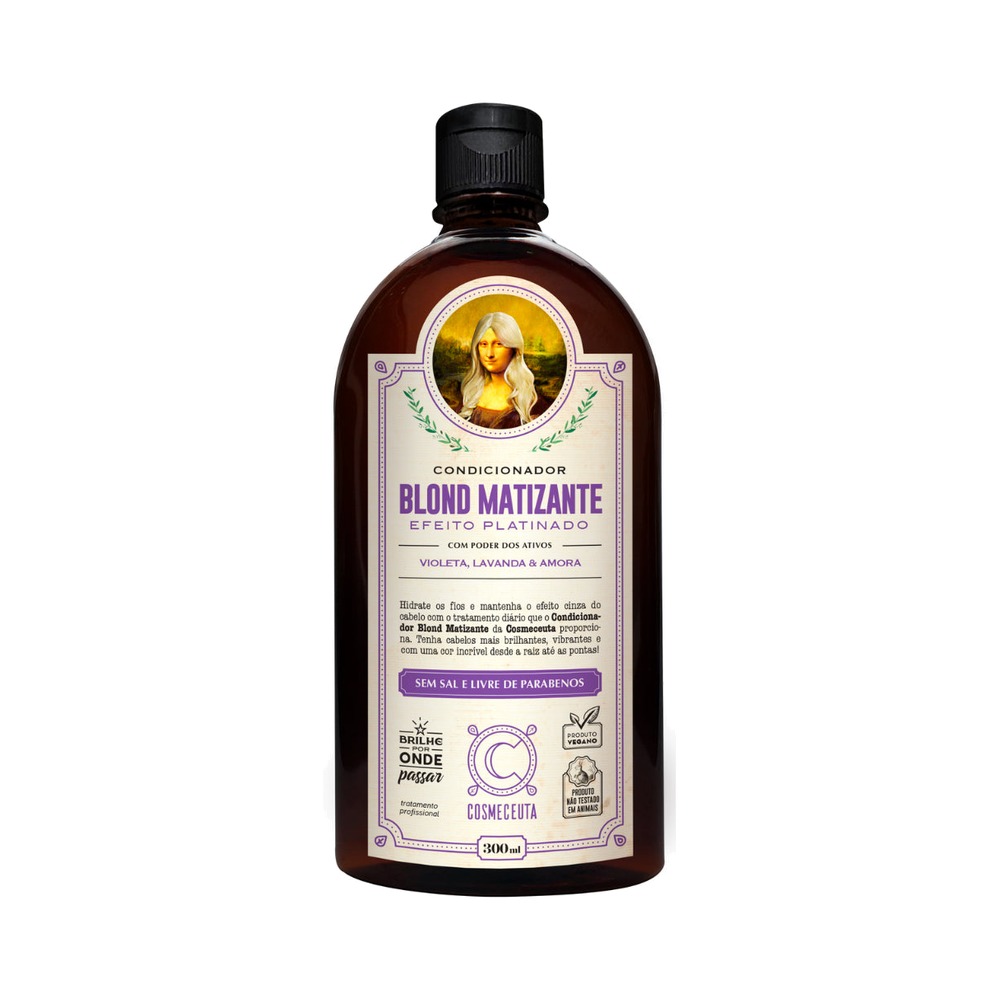 CONDICIONADOR
BLOND MATIZANTE
EFEITO PLATINADO
COM PODER DOS ATIVOS
VIOLETA, LAVANDA & AMORA
Hidrate os fios e mantenha o efeito cinza do
cabelo com o tratamento diário que o Condiciona-
dor Blond Matizante da Cosmeceuta proporcio-
na. Tenha cabelos mais brilhantes, vibrantes e
com uma cor incrível desde a raiz até as pontas!
SEM SAL E LIVRE DE PARABENOS
BRILHE
POR
ONDE
passar
tratamento
profissional
C
COSMECEUTA
PRODUTO
VEGANO
PRODUTO
NÃO TESTADO
EM ANIMAIS
300 ml